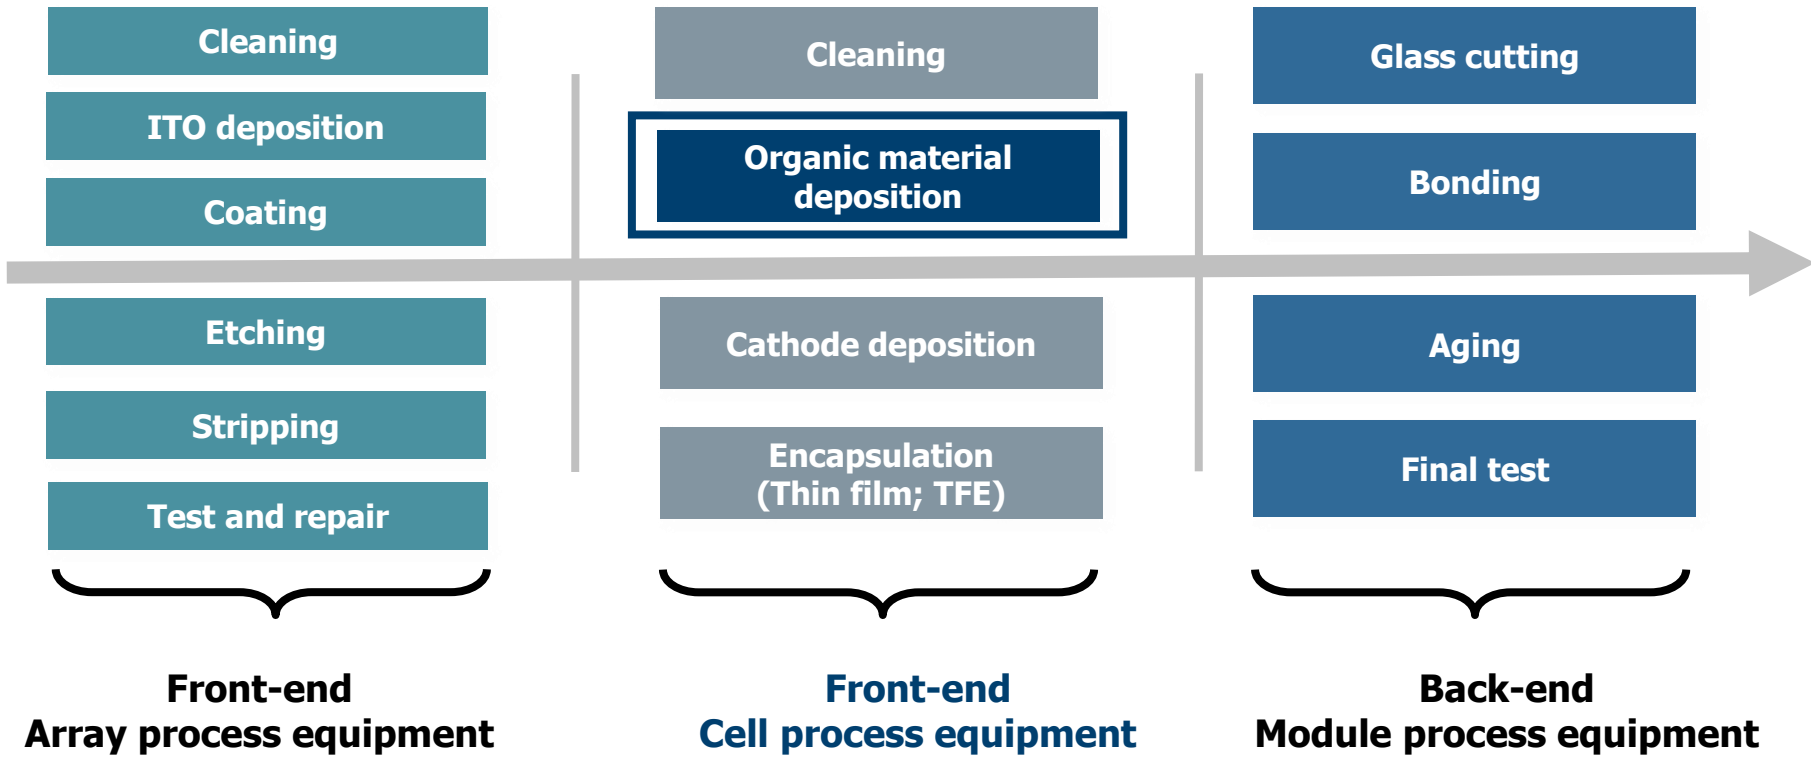 Cleaning
ITO deposition
Coating
Etching
Stripping
Test and repair
Front-end
Array process equipment
Cleaning
Organic material
deposition
Cathode deposition
Encapsulation
(Thin film; TFE)
Front-end
Cell process equipment
Glass cutting
Bonding
Aging
Final test
Back-end
Module process equipment